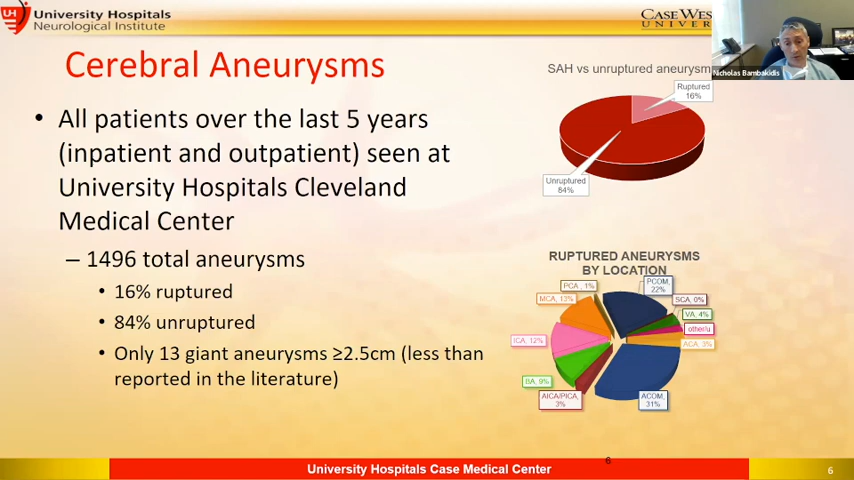 University Hospitals
Neurological Institute
CASE WES
UNIVER
Nicholas Bambakidis
Cerebral Aneurysms
• All patients over the last 5 years
(inpatient and outpatient) seen at
University Hospitals Cleveland
Medical Center
– 1496 total aneurysms
• 16% ruptured
• 84% unruptured
• Only 13 giant aneurysms ≥2.5cm (less than
reported in the literature)
SAH vs unruptured aneurysm
Ruptured
16%
Unruptured
84%
RUPTURED ANEURYSMS
BY LOCATION
PCA , 1%
PCOM,
22%
MCA, 13%
SCA, 0%
VA, 4%
other/u
ICA, 12%
ACA, 3%
BA, 9%
AICA/PICA,
3%
ACOM,
31%
6
University Hospitals Case Medical Center
6